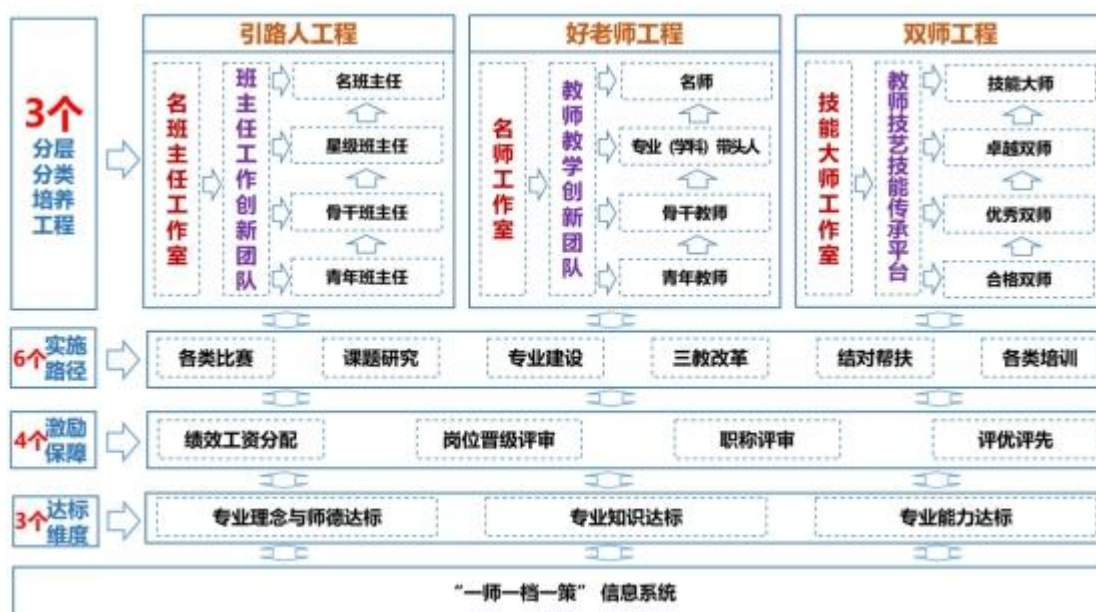 3个
分层
分类
培养
工程
引路人工程
名班主任工作室
班主任工作创新团队
名班主任
星级班主任
骨干班主任
青年班主任
好老师工程
名师工作室
教师教学创新团队
名师
专业（学科）带头人
骨干教师
青年教师
双师工程
技能大师工作室
教师技艺技能传承平台
技能大师
卓越双师
优秀双师
合格双师
6个实施
路径
各类比赛 课题研究 专业建设 三教改革 结对帮扶 各类培训
4个激励
保障
绩效工资分配 岗位晋级评审 职称评审 评优评先
3个达标
维度
专业理念与师德达标 专业知识达标 专业能力达标
“一师一档一策” 信息系统